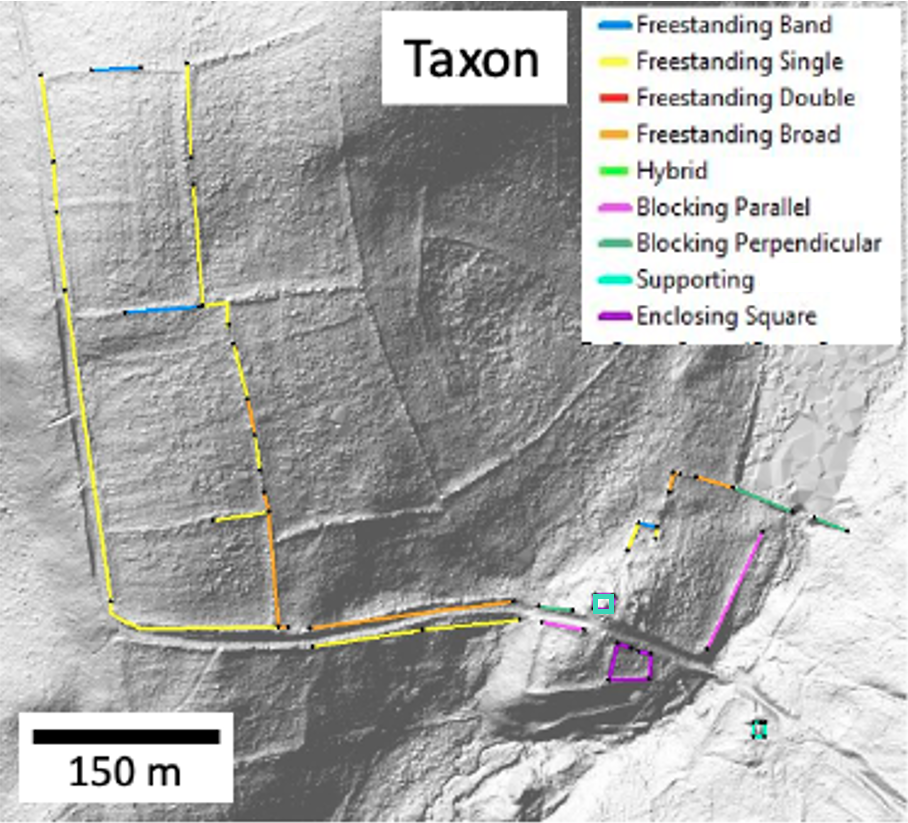 Taxon
Freestanding Band
Freestanding Single
Freestanding Double
Freestanding Broad
Hybrid
Blocking Parallel
Blocking Perpendicular
Supporting
Enclosing Square
150 m